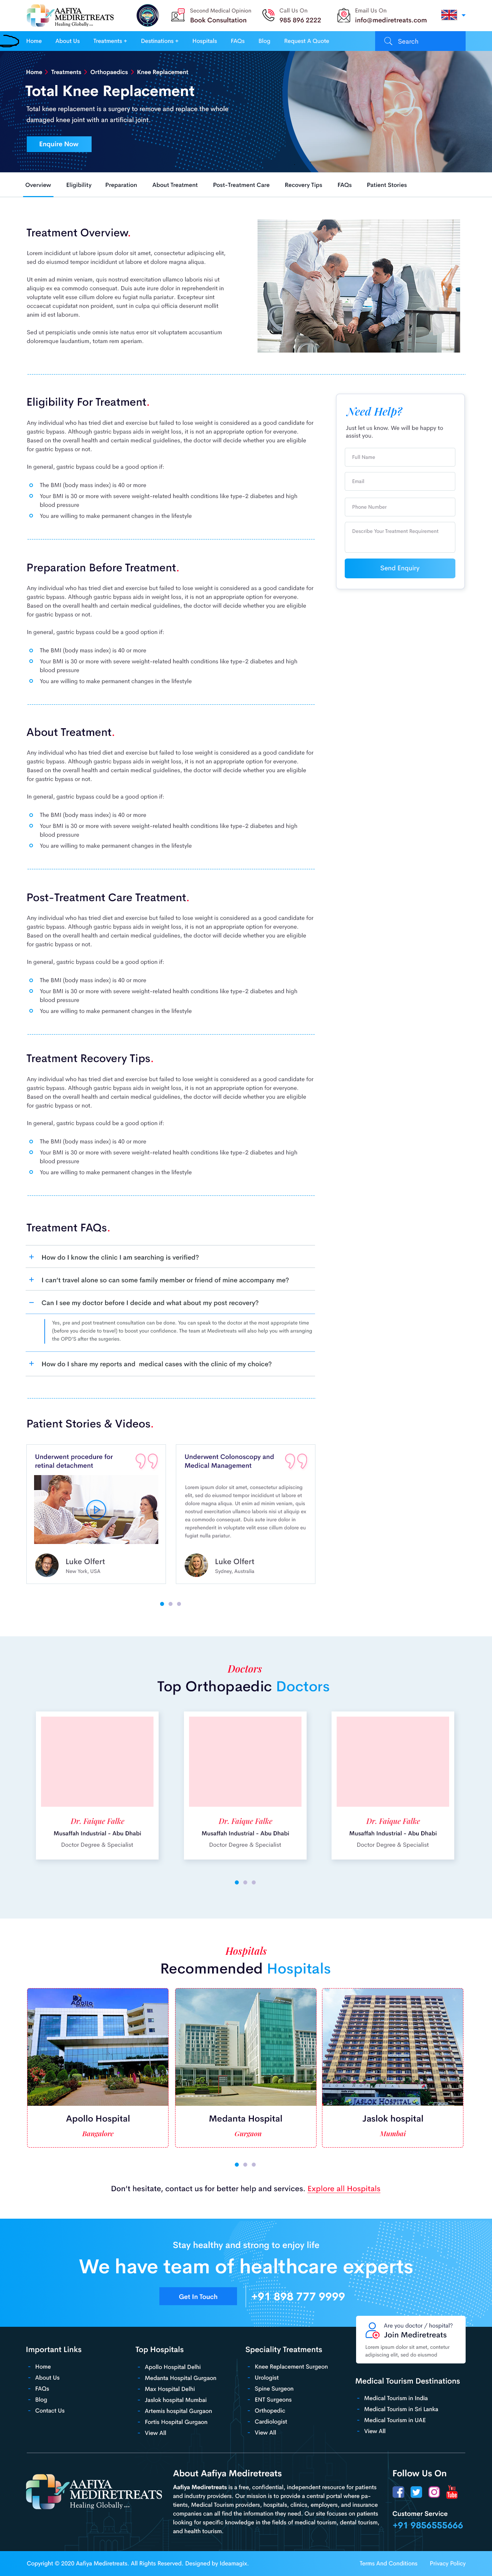 AAFIYA
MEDIRETREATS
Healing Globally ...
Second Medical Opinion
Book Consultation
Call Us On
985 896 2222
Email Us On
info@mediretreats.com
Home
About Us
Treatments +
Destinations +
Hospitals
FAQs
Blog
Request A Quote
Search
Home > Treatments > Orthopaedics > Knee Replacement
Total Knee Replacement
Total knee replacement is a surgery to remove and replace the whole
damaged knee joint with an artificial joint.
Enquire Now
Overview
Eligibility
Preparation
About Treatment
Post-Treatment Care
Recovery Tips
FAQs
Patient Stories
Treatment Overview.
Lorem incididunt ut labore ipsum dolor sit amet, consectetur adipisicing elit,
sed do eiusmod tempor incididunt ut labore et dolore magna aliqua.
Ut enim ad minim veniam, quis nostrud exercitation ullamco laboris nisi ut
aliquip ex ea commodo consequat. Duis aute irure dolor in reprehenderit in
voluptate velit esse cillum dolore eu fugiat nulla pariatur. Excepteur sint
occaecat cupidatat non proident, sunt in culpa qui officia deserunt mollit
anim id est laborum.
Sed ut perspiciatis unde omnis iste natus error sit voluptatem accusantium
doloremque laudantium, totam rem aperiam.
Eligibility For Treatment.
Any individual who has tried diet and exercise but failed to lose weight is considered as a good candidate for
gastric bypass. Although gastric bypass aids in weight loss, it is not an appropriate option for everyone.
Based on the overall health and certain medical guidelines, the doctor will decide whether you are eligible
for gastric bypass or not.
In general, gastric bypass could be a good option if:
The BMI (body mass index) is 40 or more
Your BMI is 30 or more with severe weight-related health conditions like type-2 diabetes and high
blood pressure
You are willing to make permanent changes in the lifestyle
Need Help?
Just let us know. We will be happy to
assist you.
Full Name
Email
Phone Number
Describe Your Treatment Requirement
Send Enquiry
Preparation Before Treatment.
Any individual who has tried diet and exercise but failed to lose weight is considered as a good candidate for
gastric bypass. Although gastric bypass aids in weight loss, it is not an appropriate option for everyone.
Based on the overall health and certain medical guidelines, the doctor will decide whether you are eligible
for gastric bypass or not.
In general, gastric bypass could be a good option if:
The BMI (body mass index) is 40 or more
Your BMI is 30 or more with severe weight-related health conditions like type-2 diabetes and high
blood pressure
You are willing to make permanent changes in the lifestyle
About Treatment.
Any individual who has tried diet and exercise but failed to lose weight is considered as a good candidate for
gastric bypass. Although gastric bypass aids in weight loss, it is not an appropriate option for everyone.
Based on the overall health and certain medical guidelines, the doctor will decide whether you are eligible
for gastric bypass or not.
In general, gastric bypass could be a good option if:
The BMI (body mass index) is 40 or more
Your BMI is 30 or more with severe weight-related health conditions like type-2 diabetes and high
blood pressure
You are willing to make permanent changes in the lifestyle
Post-Treatment Care Treatment.
Any individual who has tried diet and exercise but failed to lose weight is considered as a good candidate for
gastric bypass. Although gastric bypass aids in weight loss, it is not an appropriate option for everyone.
Based on the overall health and certain medical guidelines, the doctor will decide whether you are eligible
for gastric bypass or not.
In general, gastric bypass could be a good option if:
The BMI (body mass index) is 40 or more
Your BMI is 30 or more with severe weight-related health conditions like type-2 diabetes and high
blood pressure
You are willing to make permanent changes in the lifestyle
Treatment Recovery Tips.
Any individual who has tried diet and exercise but failed to lose weight is considered as a good candidate for
gastric bypass. Although gastric bypass aids in weight loss, it is not an appropriate option for everyone.
Based on the overall health and certain medical guidelines, the doctor will decide whether you are eligible
for gastric bypass or not.
In general, gastric bypass could be a good option if:
The BMI (body mass index) is 40 or more
Your BMI is 30 or more with severe weight-related health conditions like type-2 diabetes and high
blood pressure
You are willing to make permanent changes in the lifestyle
Treatment FAQs.
+ How do I know the clinic I am searching is verified?
+ I can't travel alone so can some family member or friend of mine accompany me?
– Can I see my doctor before I decide and what about my post recovery?
Yes, pre and post treatment consultation can be done. You can speak to the doctor at the most appropriate time
(before you decide to travel) to boost your confidence. The team at Mediretreats will also help you with arranging
the OPD'S after the surgeries.
+ How do I share my reports and medical cases with the clinic of my choice?
Patient Stories & Videos.
Underwent procedure for
retinal detachment
Luke Olfert
New York, USA
Underwent Colonoscopy and
Medical Management
Lorem ipsum dolor sit amet, consectetur adipisicing
elit, sed do eiusmod tempor incididunt ut labore et
dolore magna aliqua. Ut enim ad minim veniam, quis
nostrud exercitation ullamco laboris nisi ut aliquip ex
ea commodo consequat. Duis aute irure dolor in
reprehenderit in voluptate velit esse cillum dolore eu
fugiat nulla pariatur.
Luke Olfert
Sydney, Australia
Doctors
Top Orthopaedic Doctors
Dr. Faique Falke
Musaffah Industrial - Abu Dhabi
Doctor Degree & Specialist
Dr. Faique Falke
Musaffah Industrial - Abu Dhabi
Doctor Degree & Specialist
Dr. Faique Falke
Musaffah Industrial - Abu Dhabi
Doctor Degree & Specialist
Hospitals
Recommended Hospitals
Apollo
Apollo Hospital
Bangalore
Medanta Hospital
Gurgaon
JASLOK HOSPITAL
Jaslok hospital
Mumbai
Don't hesitate, contact us for better help and services. Explore all Hospitals
Stay healthy and strong to enjoy life
We have team of healthcare experts
Get In Touch
+91 898 777 9999
Are you doctor / hospital?
Join Mediretreats
Lorem ipsum dolor sit amet, contetur
adipisicing elit, sed do eiusmod
Important Links
Home
About Us
FAQs
Blog
Contact Us
Top Hospitals
Apollo Hospital Delhi
Medanta Hospital Gurgaon
Max Hospital Delhi
Jaslok hospital Mumbai
Artemis hospital Gurgaon
Fortis Hospital Gurgaon
View All
Speciality Treatments
Knee Replacement Surgeon
Urologist
Spine Surgeon
ENT Surgeons
Orthopedic
Cardiologist
View All
Medical Tourism Destinations
Medical Tourism in India
Medical Tourism in Sri Lanka
Medical Tourism in UAE
View All
AAFIYA
MEDIRETREATS
Healing Globally ...
About Aafiya Mediretreats
Aafiya Mediretreats is a free, confidential, independent resource for patients
and industry providers. Our mission is to provide a central portal where pa-
tients, Medical Tourism providers, hospitals, clinics, employers, and insurance
companies can all find the information they need. Our site focuses on patients
looking for specific knowledge in the fields of medical tourism, dental tourism,
and health tourism.
Follow Us On
You
Tube
Customer Service
+91 9856555666
Copyright © 2020 Aafiya Mediretreats. All Rights Reserved. Designed by Ideamagix.
Terms And Conditions
Privacy Policy